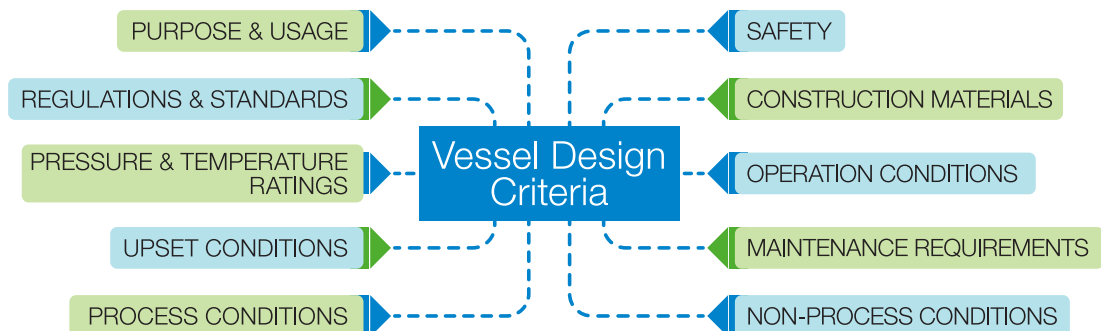 PURPOSE & USAGE
REGULATIONS & STANDARDS
PRESSURE & TEMPERATURE
RATINGS
UPSET CONDITIONS
PROCESS CONDITIONS
Vessel Design
Criteria
SAFETY
CONSTRUCTION MATERIALS
OPERATION CONDITIONS
MAINTENANCE REQUIREMENTS
NON-PROCESS CONDITIONS